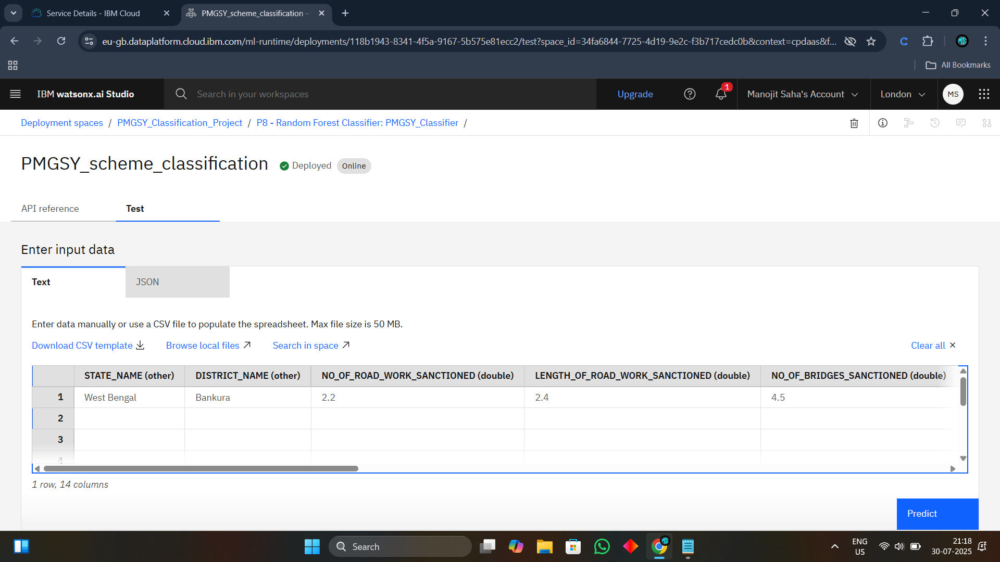 Service Details - IBM Cloud
PMGSY_scheme_classification –
eu-gb.dataplatform.cloud.ibm.com/ml-runtime/deployments/118b1943-8341-4f5a-9167-5b575e81ecc2/test?space_id=34fa6844-7725-4d19-9e2c-f3b717cedc0b&context=cpdaas&f...
All Bookmarks
IBM watsonx.ai Studio
Search in your workspaces
Upgrade
1
Manojit Saha's Account
London
MS
Deployment spaces / PMGSY_Classification_Project / P8 - Random Forest Classifier: PMGSY_Classifier /
PMGSY_scheme_classification
Deployed
Online
API reference
Test
Enter input data
Text
JSON
Enter data manually or use a CSV file to populate the spreadsheet. Max file size is 50 MB.
Download CSV template
Browse local files
Search in space
Clear all
STATE_NAME (other) DISTRICT_NAME (other) NO_OF_ROAD_WORK_SANCTIONED (double) LENGTH_OF_ROAD_WORK_SANCTIONED (double) NO_OF_BRIDGES_SANCTIONED (double)
1 West Bengal Bankura 2.2 2.4 4.5
2
3
4
1 row, 14 columns
Predict
Search
ENG
US
21:18
30-07-2025